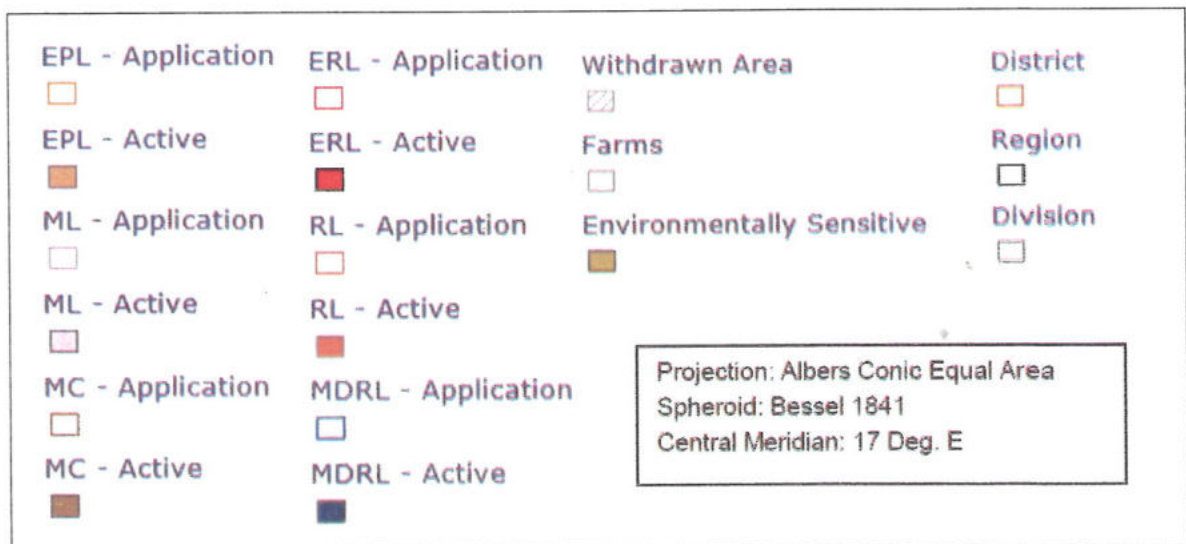 EPL - Application
EPL - Active
ML - Application
ML - Active
MC - Application
MC - Active
ERL - Application
ERL - Active
RL - Application
RL - Active
MDRL - Application
MDRL - Active
Withdrawn Area
Farms
Environmentally Sensitive
District
Region
Division
Projection: Albers Conic Equal Area
Spheroid: Bessel 1841
Central Meridian: 17 Deg. E